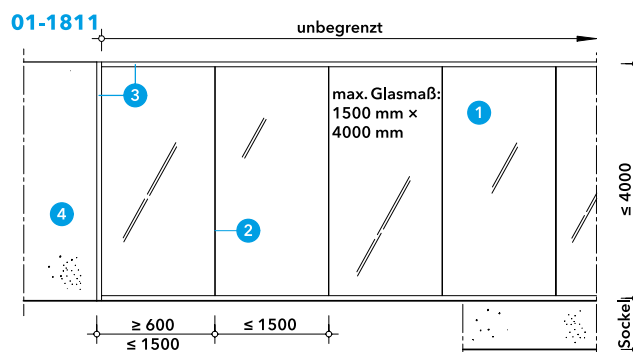 01-1811
unbegrenzt
3
max. Glasmaß:
1500 mm ×
4000 mm
1
≤ 4000
4
2
≥ 600
≤ 1500
≤ 1500
Sockel